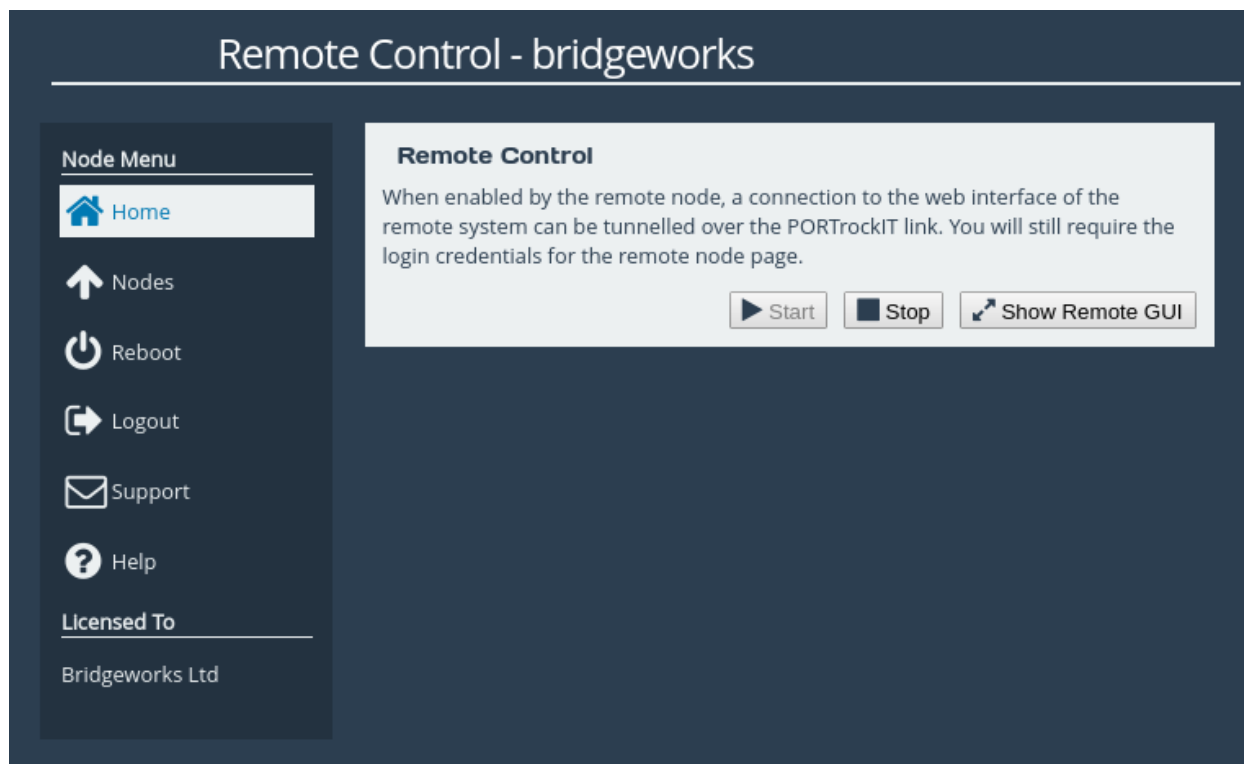 Remote Control - bridgeworks
Node Menu
Home
Nodes
Reboot
Logout
Support
Help
Licensed To
Bridgeworks Ltd
Remote Control
When enabled by the remote node, a connection to the web interface of the
remote system can be tunnelled over the PORTrockIT link. You will still require the
login credentials for the remote node page.
Start Stop Show Remote GUI